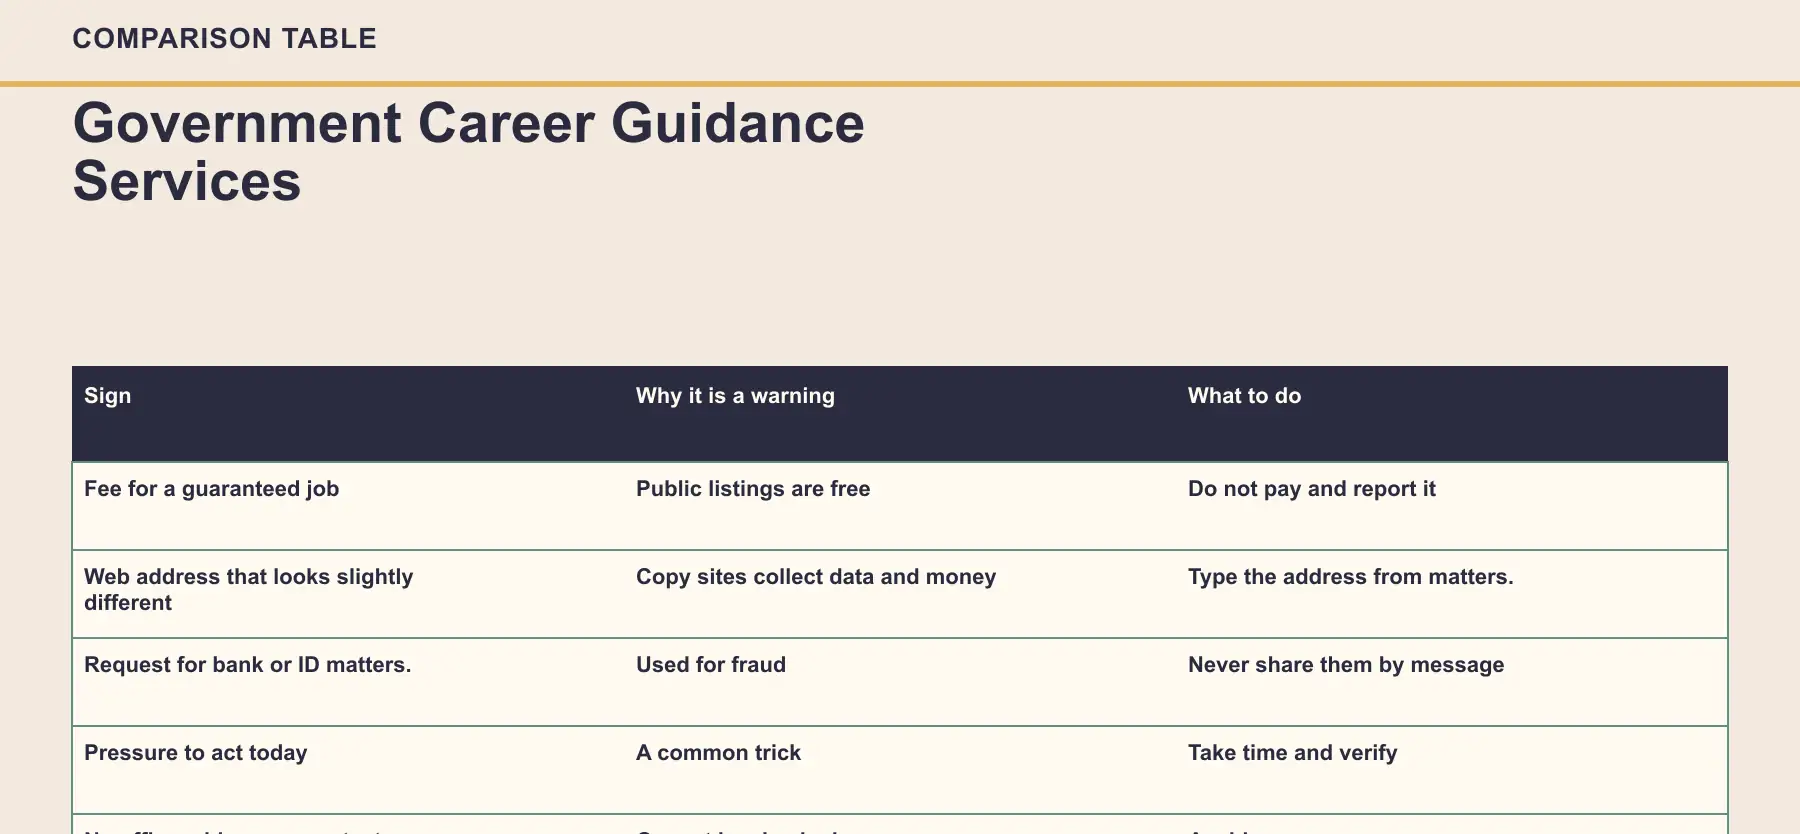 COMPARISON TABLE
Government Career Guidance
Services
Sign
Why it is a warning
What to do
Fee for a guaranteed job
Public listings are free
Do not pay and report it
Web address that looks slightly
different
Copy sites collect data and money
Type the address from matters.
Request for bank or ID matters.
Used for fraud
Never share them by message
Pressure to act today
A common trick
Take time and verify